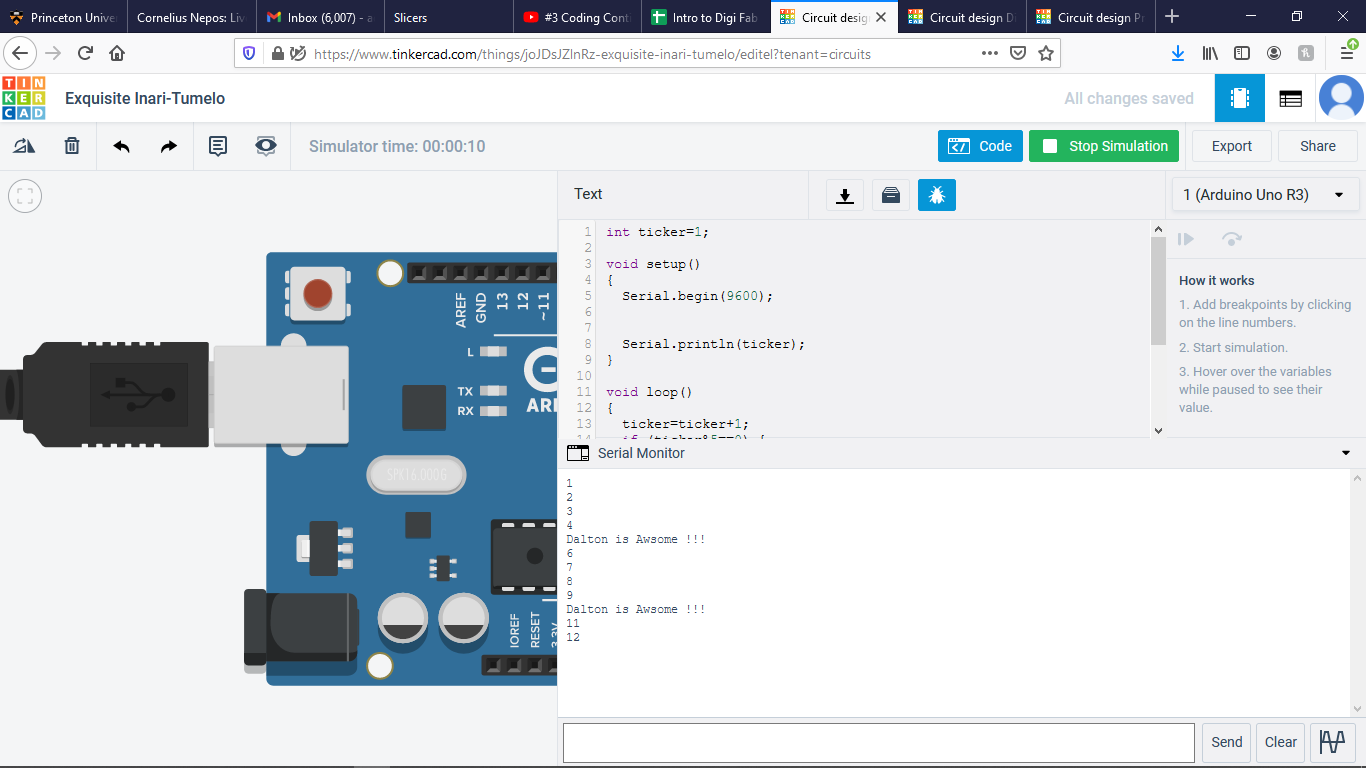 Princeton Unive
Cornelius Nepos: Liv
Inbox (6,007) - a
Slicers
#3 Coding Cont
Intro to Digi Fab
Circuit desig
Circuit design D
Circuit design Pr
https://www.tinkercad.com/things/joJDsJZlnRz-exquisite-inari-tumelo/editel?tenant=circuits
TIN
KER
CAD
Exquisite Inari-Tumelo
All changes saved
Simulator time: 00:00:10
Code
Stop Simulation
Export
Share
Text
1 (Arduino Uno R3)
1 int ticker=1;
2
3 void setup()
4 {
5 Serial.begin(9600);
6
7
8 Serial.println(ticker);
9 }
10
11 void loop()
12 {
13 ticker=ticker+1;
14 if (ticker%5==0) {
How it works
1. Add breakpoints by clicking
on the line numbers.
2. Start simulation.
3. Hover over the variables
while paused to see their
value.
AREF
GND
13
12
~11
L
TX
RX
ARD
SPK16.000G
IOREF
RESET
3.3V
Serial Monitor
1
2
3
4
Dalton is Awsome !!!
6
7
8
9
Dalton is Awsome !!!
11
12
Send
Clear